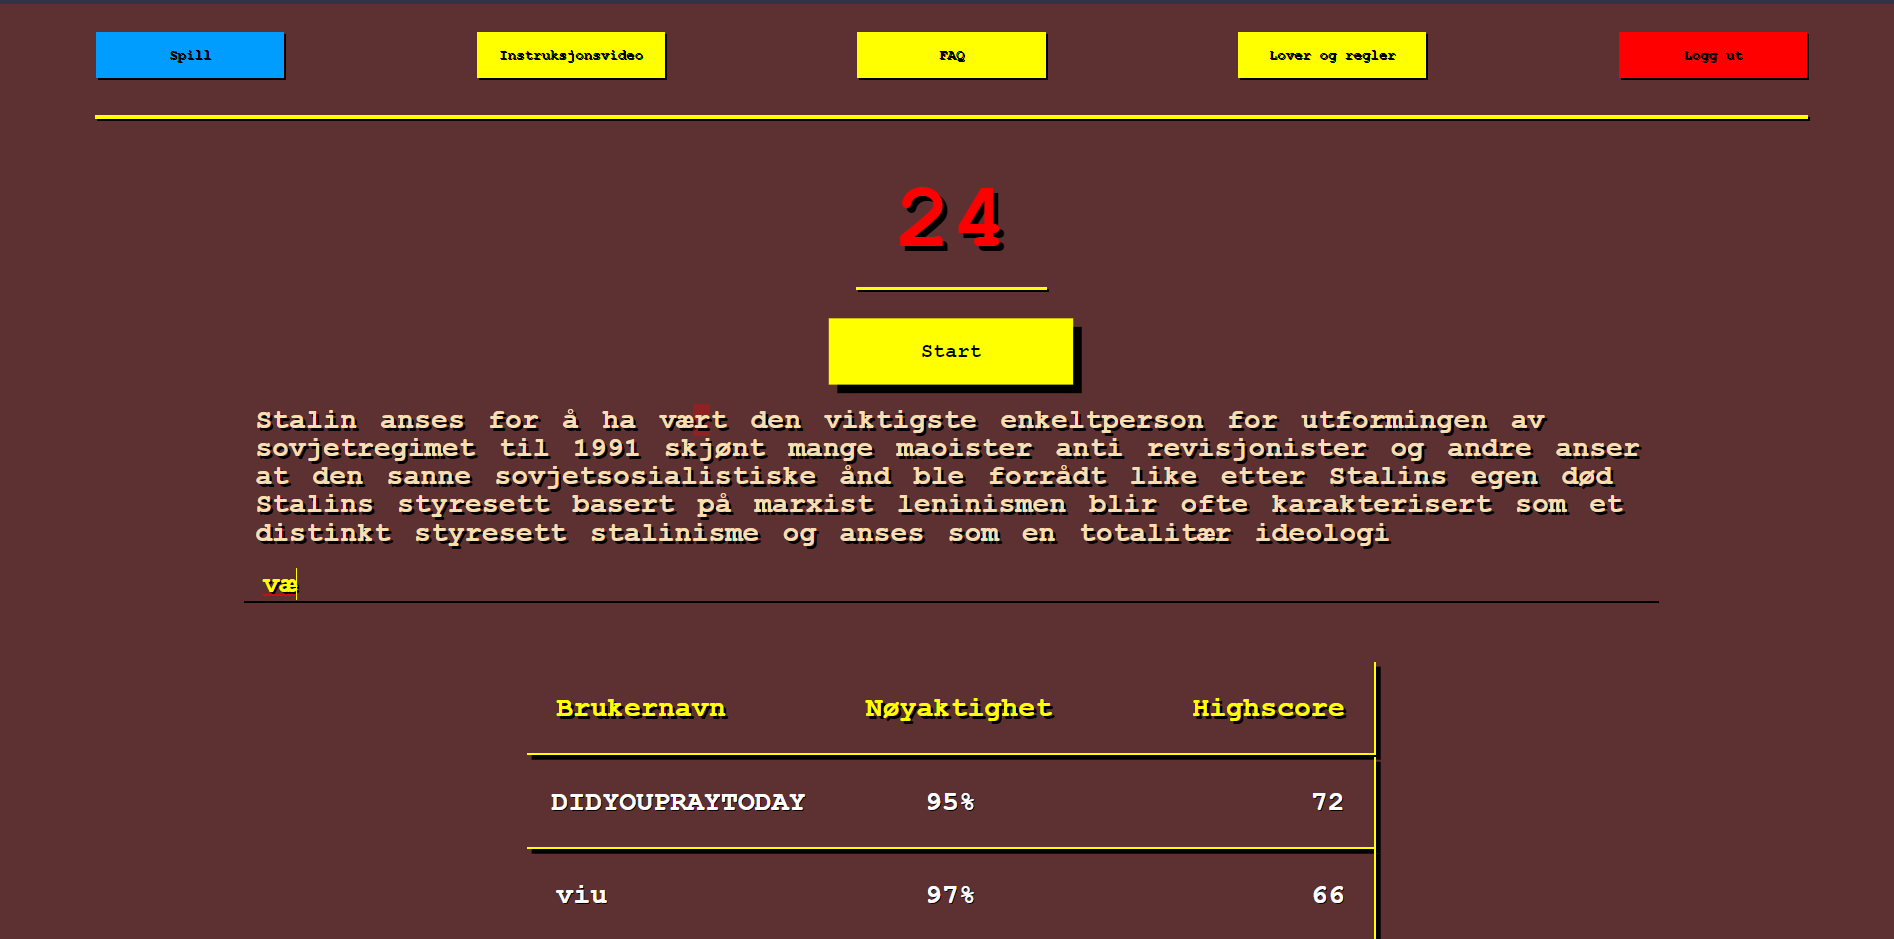 Spill Instruksjonsvideo FAQ Lover og regler Logg ut
24
Start
Stalin anses for å ha vært den viktigste enkeltperson for utformingen av
sovjetregimet til 1991 skjønt mange maoister anti revisjonister og andre anser
at den sanne sovjetsosialistiske ånd ble forrådt like etter Stalins egen død
Stalins styresett basert på marxist leninismen blir ofte karakterisert som et
distinkt styresett stalinisme og anses som en totalitær ideologi
væ
Brukernavn Nøyaktighet Highscore
DIDYOUPRAYTODAY 95% 72
viu 97% 66